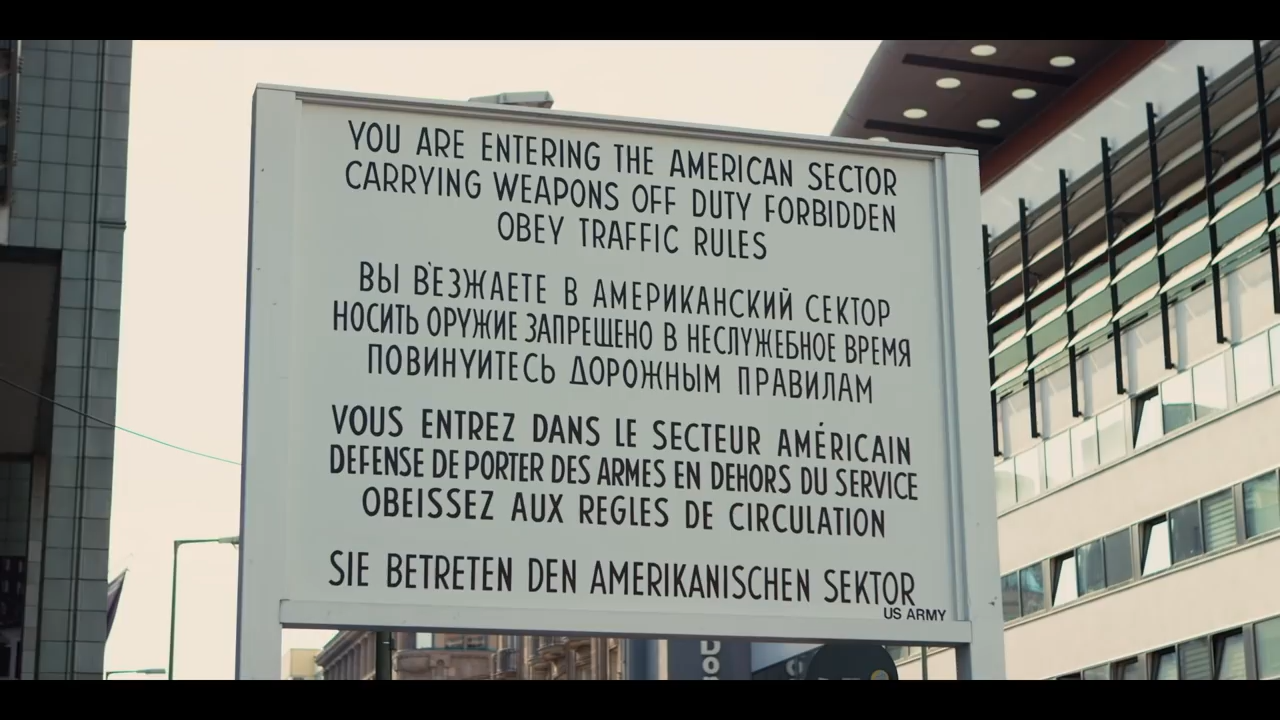 YOU ARE ENTERING THE AMERICAN SECTOR
CARRYING WEAPONS OFF DUTY FORBIDDEN
OBEY TRAFFIC RULES
ВЫ В'ЕЗЖАЕТЕ В АМЕРИКАНСКИЙ СЕКТОР
НОСИТЬ ОРУЖИЕ ЗАПРЕЩЕНО В НЕСЛУЖЕБНОЕ ВРЕМЯ
ПОВИНУИТЕСЬ ДОРОЖНЫМ ПРАВИЛАМ
VOUS ENTREZ DANS LE SECTEUR AMÉRICAIN
DEFENSE DE PORTER DES ARMES EN DEHORS DU SERVICE
OBEISSEZ AUX REGLES DE CIRCULATION
SIE BETRETEN DEN AMERIKANISCHEN SEKTOR
US ARMY